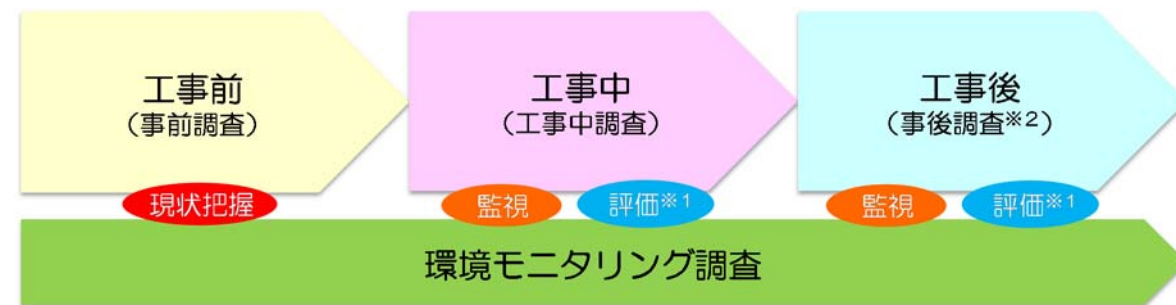 工事前
（事前調査）
工事中
（工事中調査）
工事後
（事後調査※2）
現状把握
監視
評価※1
監視
評価※1
環境モニタリング調査